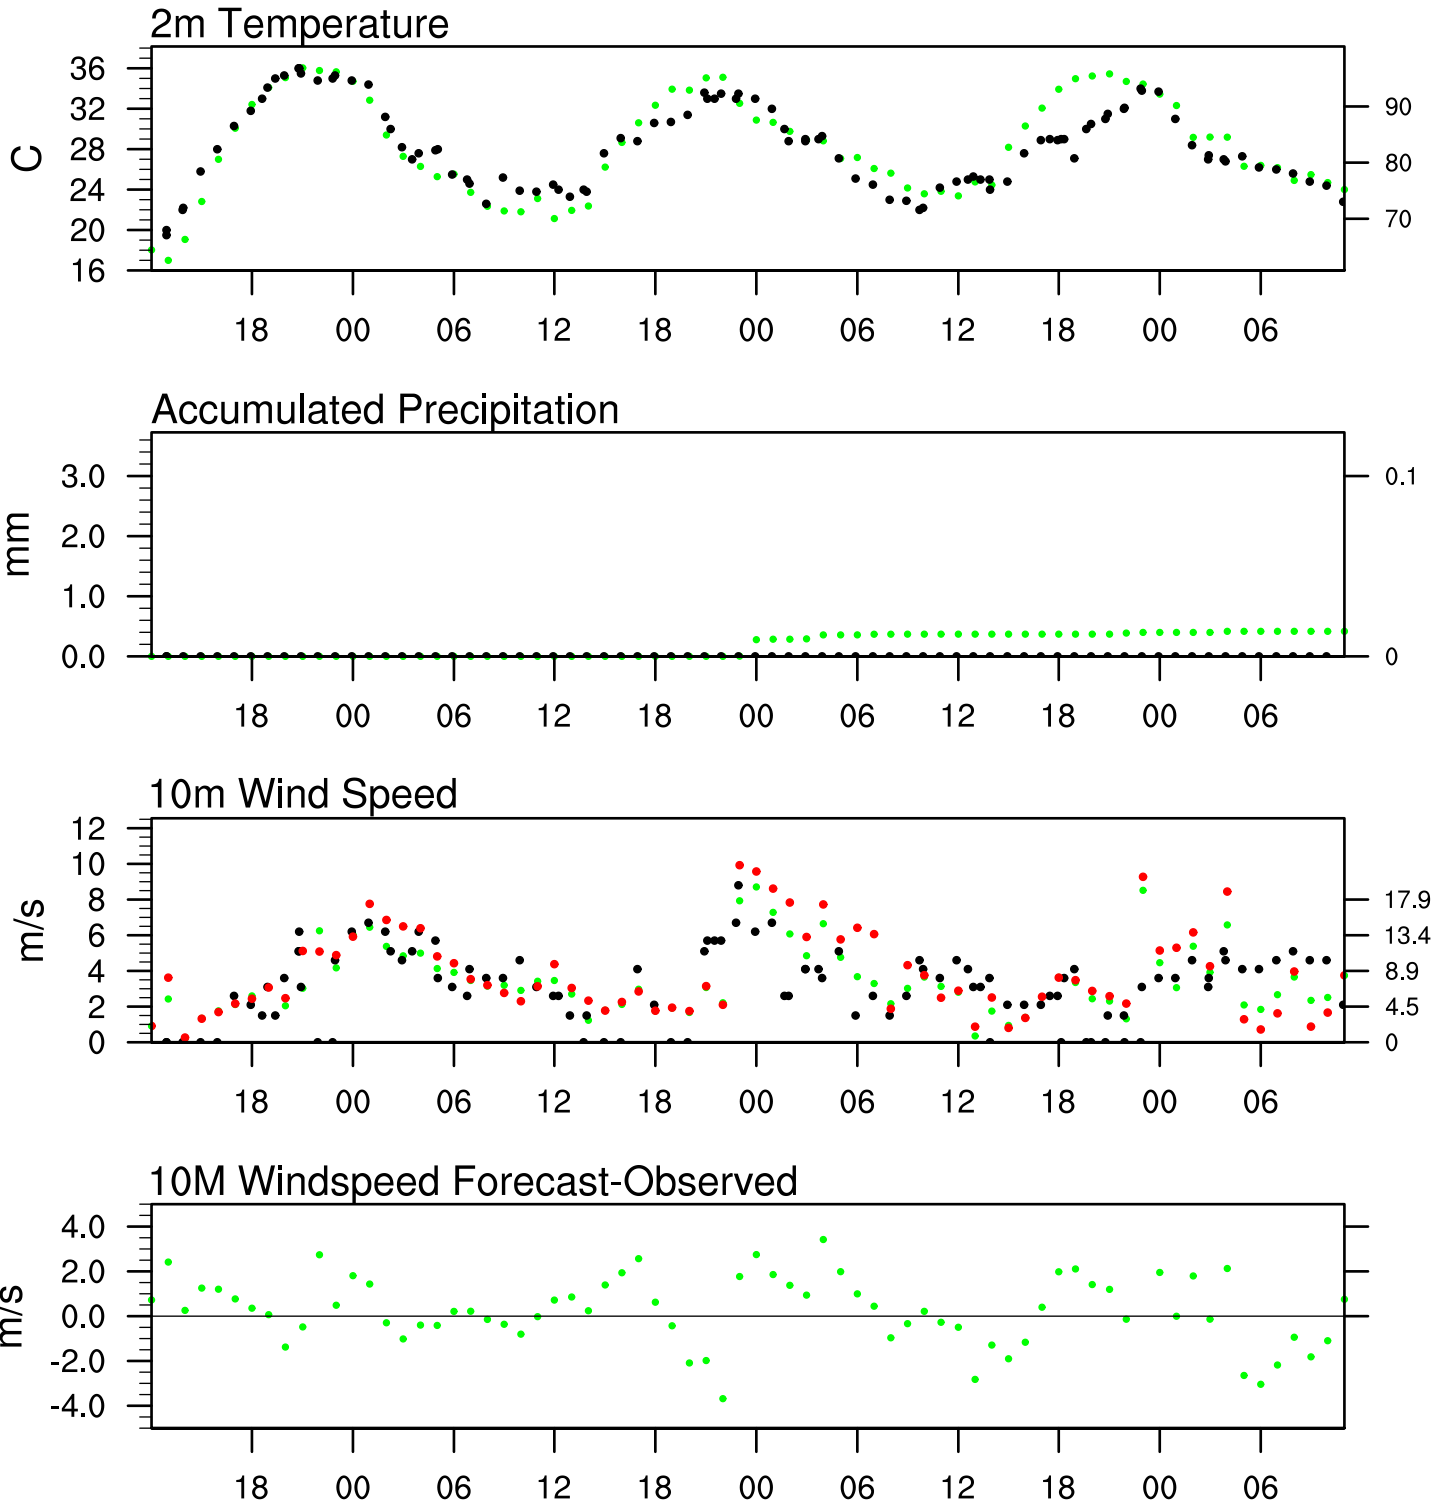 2m Temperature
C
36
32
28
24
20
16
90
80
70
18 00 06 12 18 00 06 12 18 00 06
Accumulated Precipitation
mm
3.0
2.0
1.0
0.0
0.1
0
18 00 06 12 18 00 06 12 18 00 06
10m Wind Speed
m/s
12
10
8
6
4
2
0
17.9
13.4
8.9
4.5
0
18 00 06 12 18 00 06 12 18 00 06
10M Windspeed Forecast-Observed
m/s
4.0
2.0
0.0
-2.0
-4.0
18 00 06 12 18 00 06 12 18 00 06